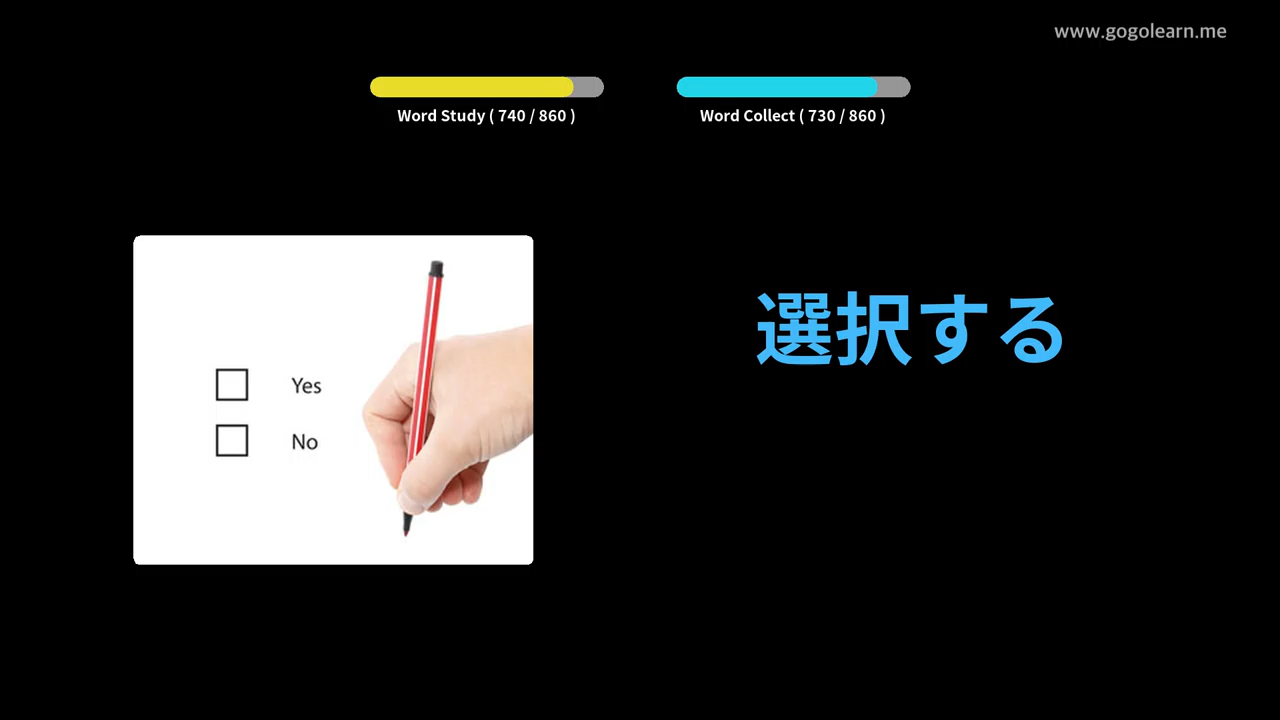 www.gogolearn.me
Word Study ( 740 / 860 )
Word Collect ( 730 / 860 )
Yes
No
選択する